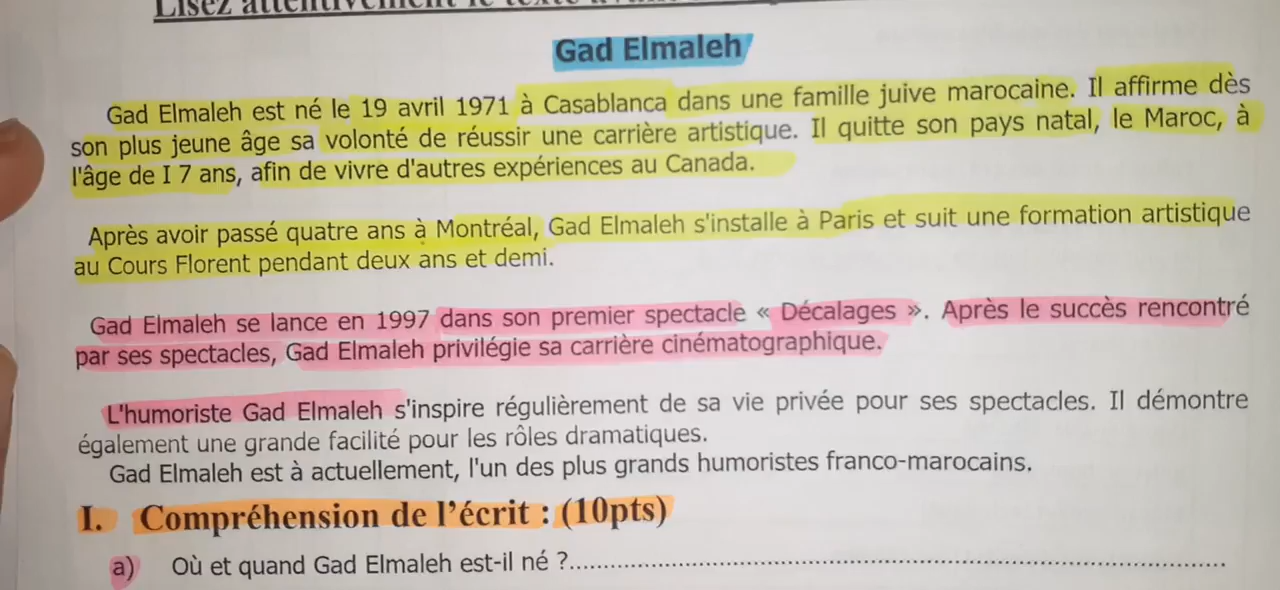 Lisez attentivement le texte
Gad Elmaleh
Gad Elmaleh est né le 19 avril 1971 à Casablanca dans une famille juive marocaine. Il affirme dès
son plus jeune âge sa volonté de réussir une carrière artistique. Il quitte son pays natal, le Maroc, à
l'âge de I 7 ans, afin de vivre d'autres expériences au Canada.
Après avoir passé quatre ans à Montréal, Gad Elmaleh s'installe à Paris et suit une formation artistique
au Cours Florent pendant deux ans et demi.
Gad Elmaleh se lance en 1997 dans son premier spectacle « Décalages ». Après le succès rencontré
par ses spectacles, Gad Elmaleh privilégie sa carrière cinématographique.
L'humoriste Gad Elmaleh s'inspire régulièrement de sa vie privée pour ses spectacles. Il démontre
également une grande facilité pour les rôles dramatiques.
Gad Elmaleh est à actuellement, l'un des plus grands humoristes franco-marocains.
I. Compréhension de l'écrit : (10pts)
a) Où et quand Gad Elmaleh est-il né ?..............................................................................